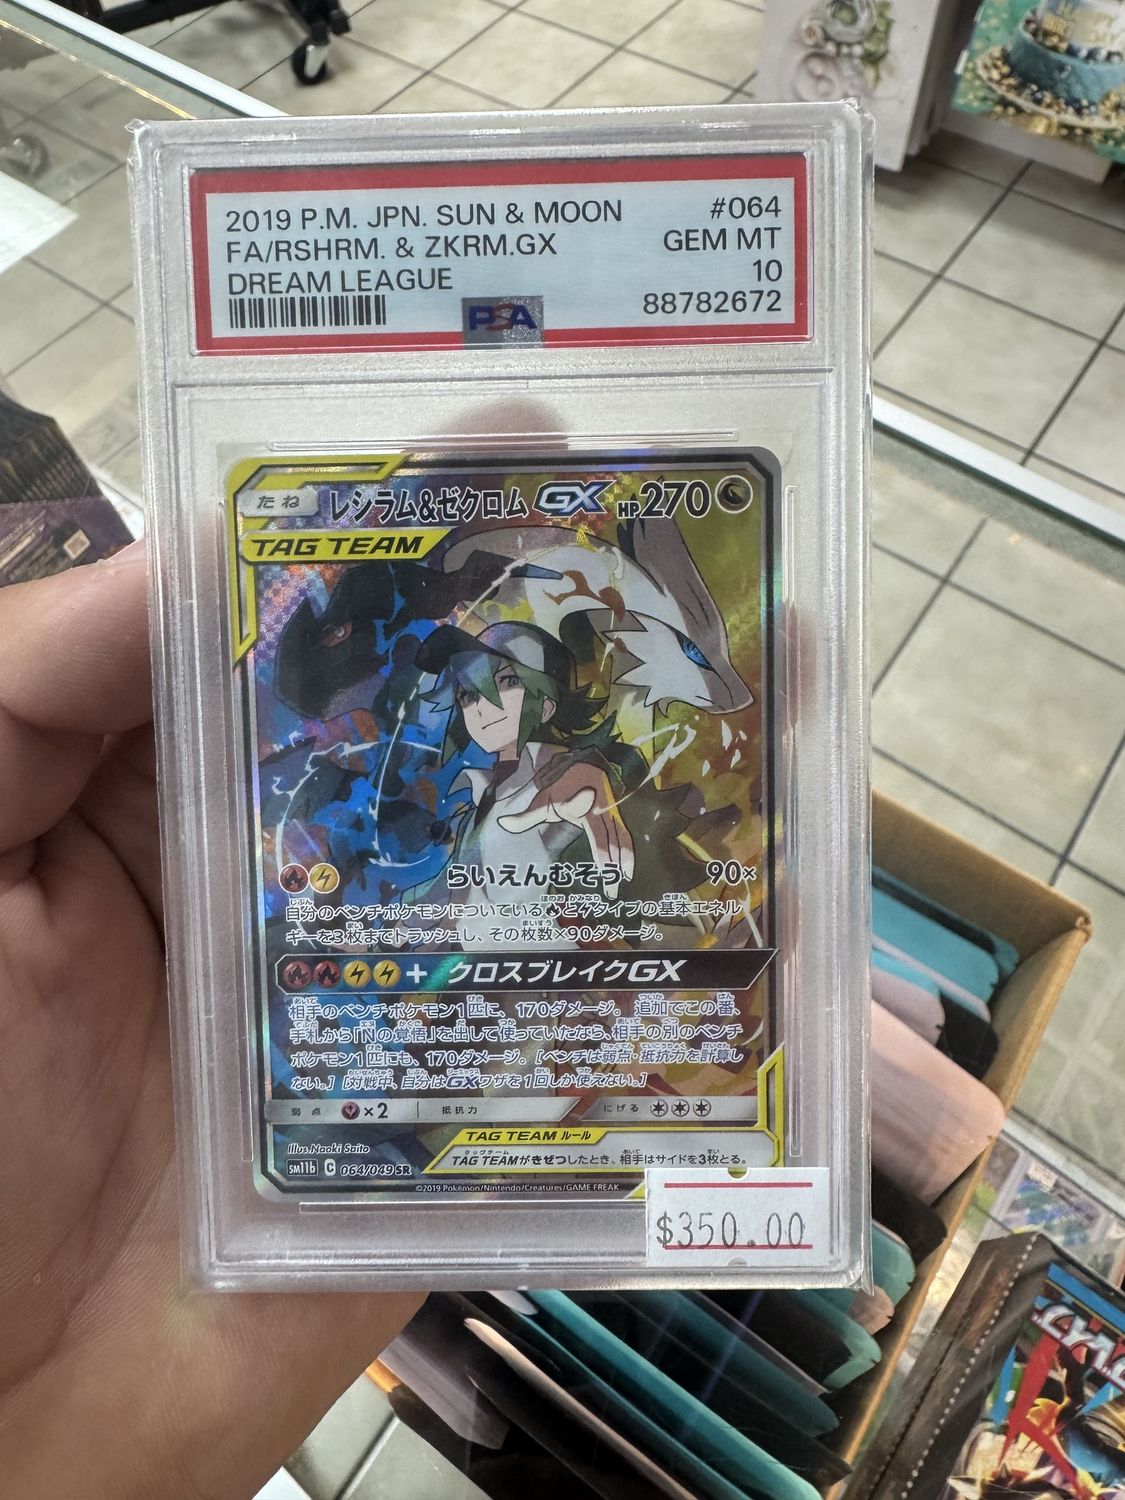 2019 P.M. JPN. SUN & MOON #064
FA/RSHRM. & ZKRM.GX GEM MT
DREAM LEAGUE 10
PSA 88782672
たね レシラム&ゼクロムGX HP270
TAG TEAM
らいえんむそう 90×
自分のベンチポケモンについている と タイプの基本エネル
ギーを3枚までトラッシュし、その枚数×90ダメージ。
+ クロスブレイクGX
相手のベンチポケモン1匹に、170ダメージ。追加でこの番、
手札から「Nの覚悟」を出して使っていたなら、相手の別のベンチ
ポケモン1匹にも、170ダメージ。[ベンチは弱点・抵抗力を計算し
ない。] [対戦中、自分はGXワザを1回しか使えない。]
弱点 ×2 抵抗力 にげる
TAG TEAM ルール
Illus. Naoki Saito TAG TEAMがきぜつしたとき、相手はサイドを3枚とる。
sm11b C 064/049 SR
©2019 Pokémon/Nintendo/Creatures/GAME FREAK
$350.00